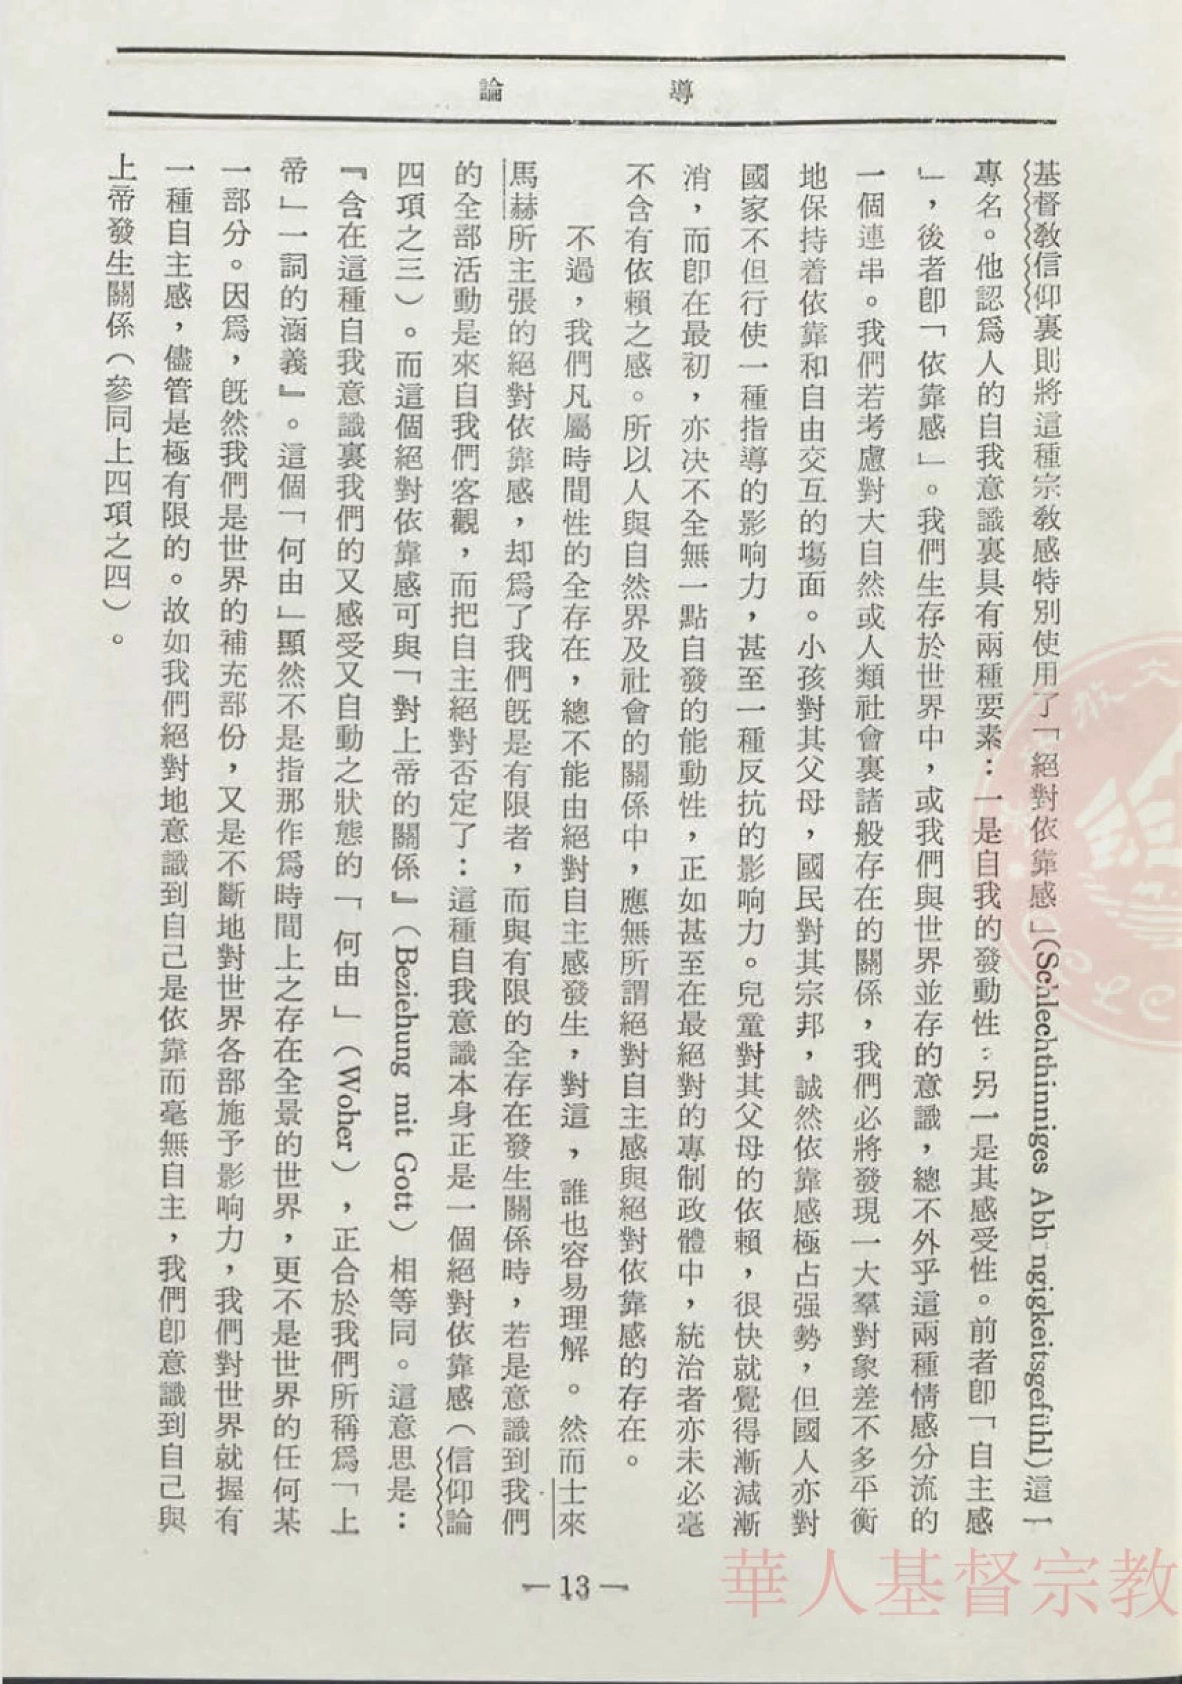 導論
基督敎信仰裏則將這種宗敎感特別使用了「絕對依靠感」(Schlechthinniges Abh ngigkeitsgefühl)這一
專名。他認爲人的自我意識裏具有兩種要素：一是自我的發動性；另一是其感受性。前者卽「自主感
」，後者卽「依靠感」。我們生存於世界中，或我們與世界並存的意識，總不外乎這兩種情感分流的
一個連串。我們若考慮對大自然或人類社會裏諸般存在的關係，我們必將發現一大羣對象差不多平衡
地保持着依靠和自由交互的塲面。小孩對其父母，國民對其宗邦，誠然依靠感極占强勢，但國人亦對
國家不但行使一種指導的影响力，甚至一種反抗的影响力。兒童對其父母的依賴，很快就覺得漸減漸
消，而卽在最初，亦决不全無一點自發的能動性，正如甚至在最絕對的專制政體中，統治者亦未必毫
不含有依賴之感。所以人與自然界及社會的關係中，應無所謂絕對自主感與絕對依靠感的存在。
不過，我們凡屬時間性的全存在，總不能由絕對自主感發生，對這，誰也容易理解。然而士來
馬赫所主張的絕對依靠感，却爲了我們旣是有限者，而與有限的全存在發生關係時，若是意識到我們
的全部活動是來自我們客觀，而把自主絕對否定了：這種自我意識本身正是一個絕對依靠感（信仰論
四項之三）。而這個絕對依靠感可與「對上帝的關係』（Beziehung mit Gott）相等同。這意思是：
『含在這種自我意識裏我們的又感受又自動之狀態的「何由」（Woher），正合於我們所稱爲「上
帝」一詞的涵義』。這個「何由」顯然不是指那作爲時間上之存在全景的世界，更不是世界的任何某
一部分。因爲，旣然我們是世界的補充部份，又是不斷地對世界各部施予影响力，我們對世界就握有
一種自主感，儘管是極有限的。故如我們絕對地意識到自己是依靠而毫無自主，我們卽意識到自己與
上帝發生關係（參同上四項之四）。
— 13 —
華人基督宗教